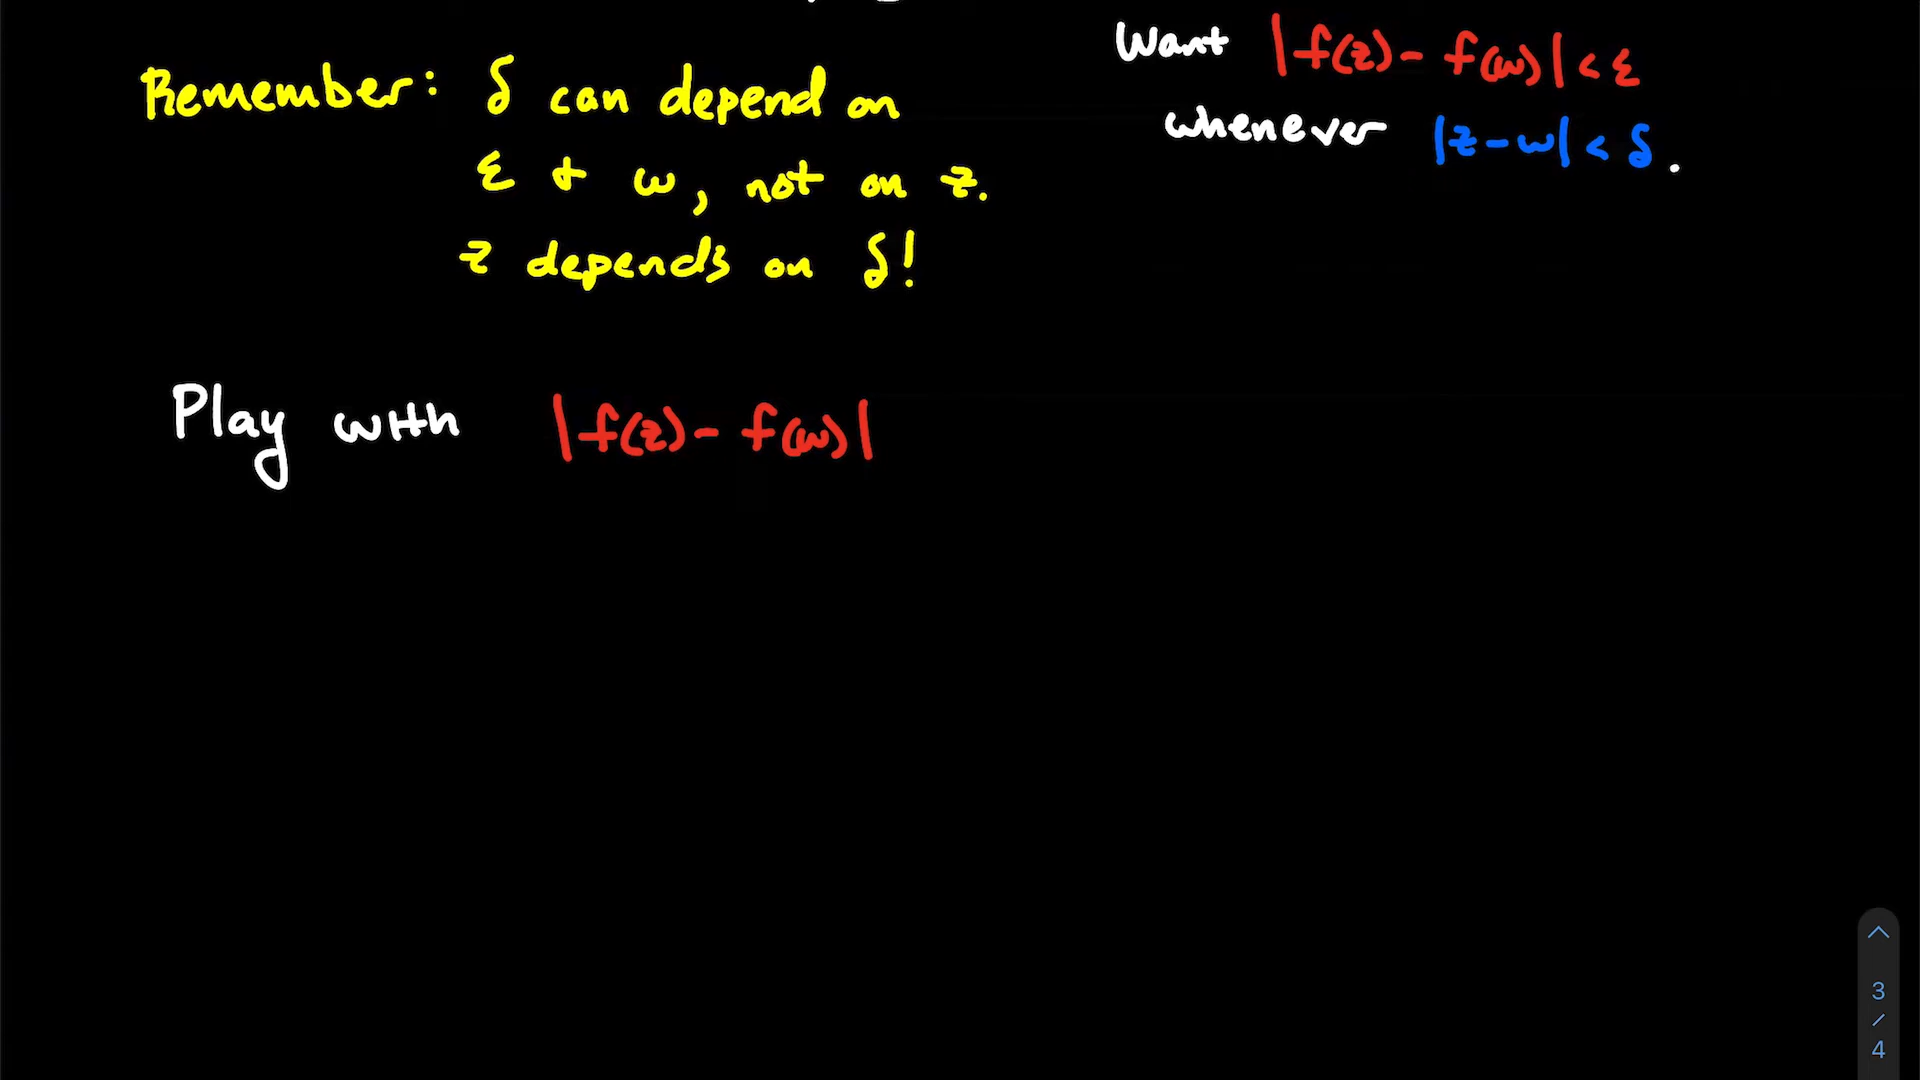 Remember: δ can depend on
ε + w, not on z.
z depends on δ!
Want |f(z) - f(w)| < ε
whenever |z - w| < δ.
Play with |f(z) - f(w)|
3
/
4